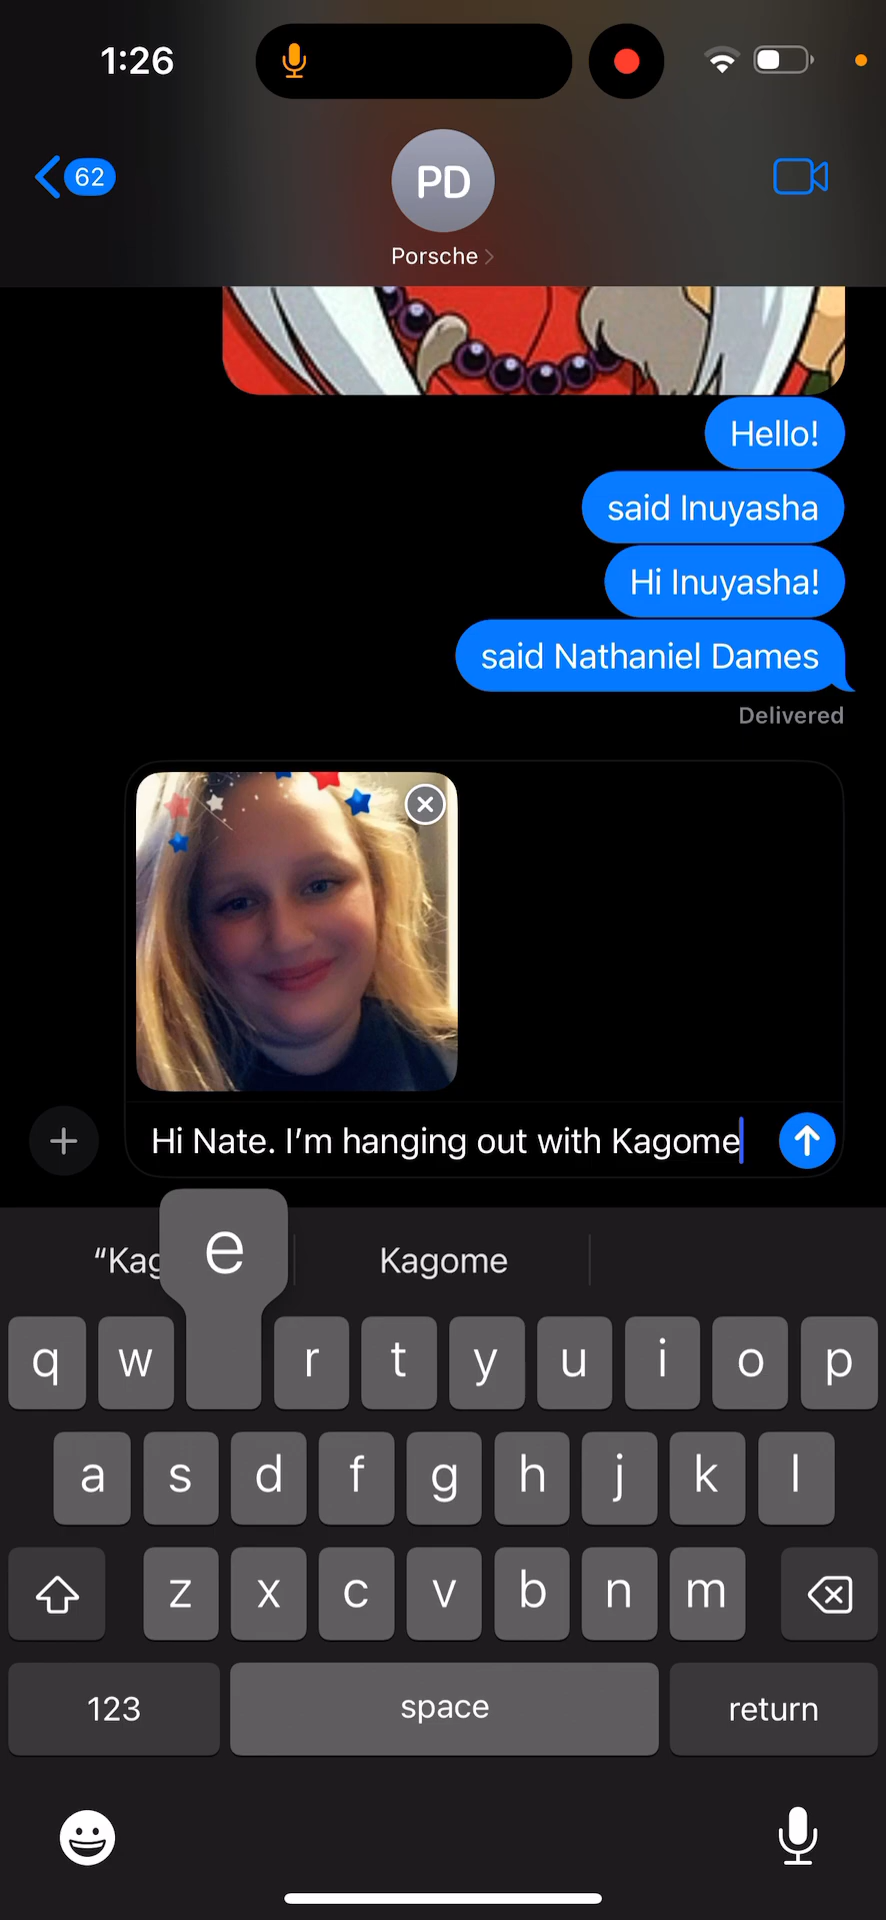 1:26
62
PD
Porsche
Hello!
said Inuyasha
Hi Inuyasha!
said Nathaniel Dames
Delivered
Hi Nate. I’m hanging out with Kagome
“Kag
e
Kagome
q w r t y u i o p
a s d f g h j k l
z x c v b n m
123 space return